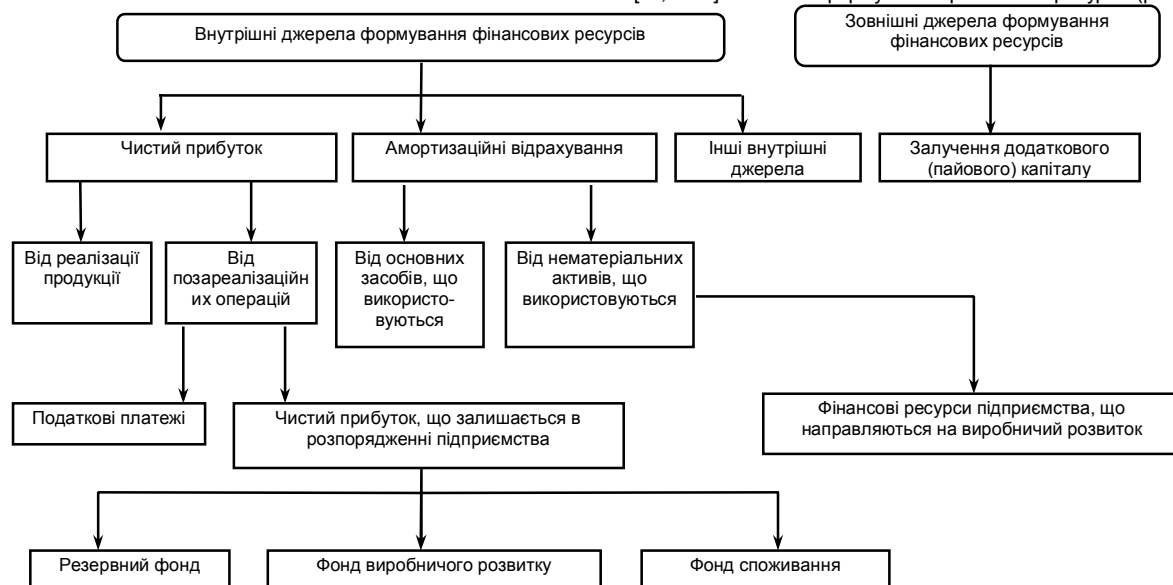 Внутрішні джерела формування фінансових ресурсів
Зовнішні джерела формування
фінансових ресурсів
Чистий прибуток
Амортизаційні відрахування
Інші внутрішні
джерела
Залучення додаткового
(пайового) капіталу
Від реалізації
продукції
Від
позареалізаційн
их операцій
Від основних
засобів, що
використо-
вуються
Від нематеріальних
активів, що
використовуються
Податкові платежі
Чистий прибуток, що залишається в
розпорядженні підприємства
Фінансові ресурси підприємства, що
направляються на виробничий розвиток
Резервний фонд
Фонд виробничого розвитку
Фонд споживання